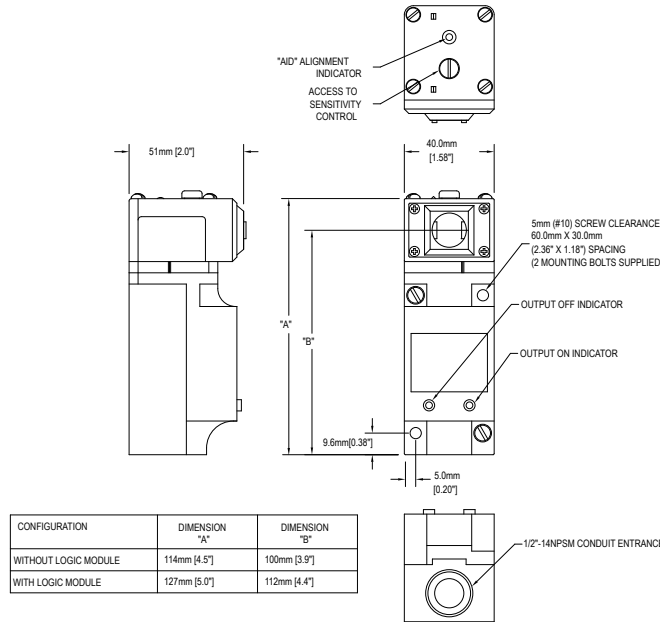 "AID" ALIGNMENT
INDICATOR
ACCESS TO
SENSITIVITY
CONTROL
51mm [2.0"]
40.0mm
[1.58"]
5mm (#10) SCREW CLEARANCE
60.0mm X 30.0mm
(2.36" X 1.18") SPACING
(2 MOUNTING BOLTS SUPPLIED
OUTPUT OFF INDICATOR
"A"
"B"
OUTPUT ON INDICATOR
9.6mm[0.38"]
5.0mm
[0.20"]
CONFIGURATION DIMENSION "A" DIMENSION "B"
WITHOUT LOGIC MODULE 114mm [4.5"] 100mm [3.9"]
WITH LOGIC MODULE 127mm [5.0"] 112mm [4.4"]
1/2"-14NPSM CONDUIT ENTRANCE